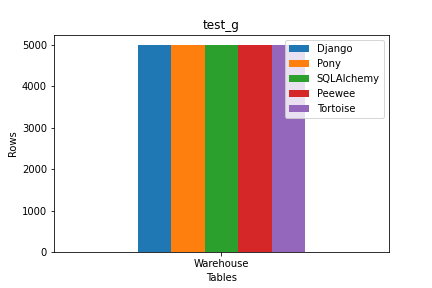 test_g
Django
Pony
SQLAlchemy
Peewee
Tortoise
5000
4000
3000
2000
1000
0
Rows
Warehouse
Tables